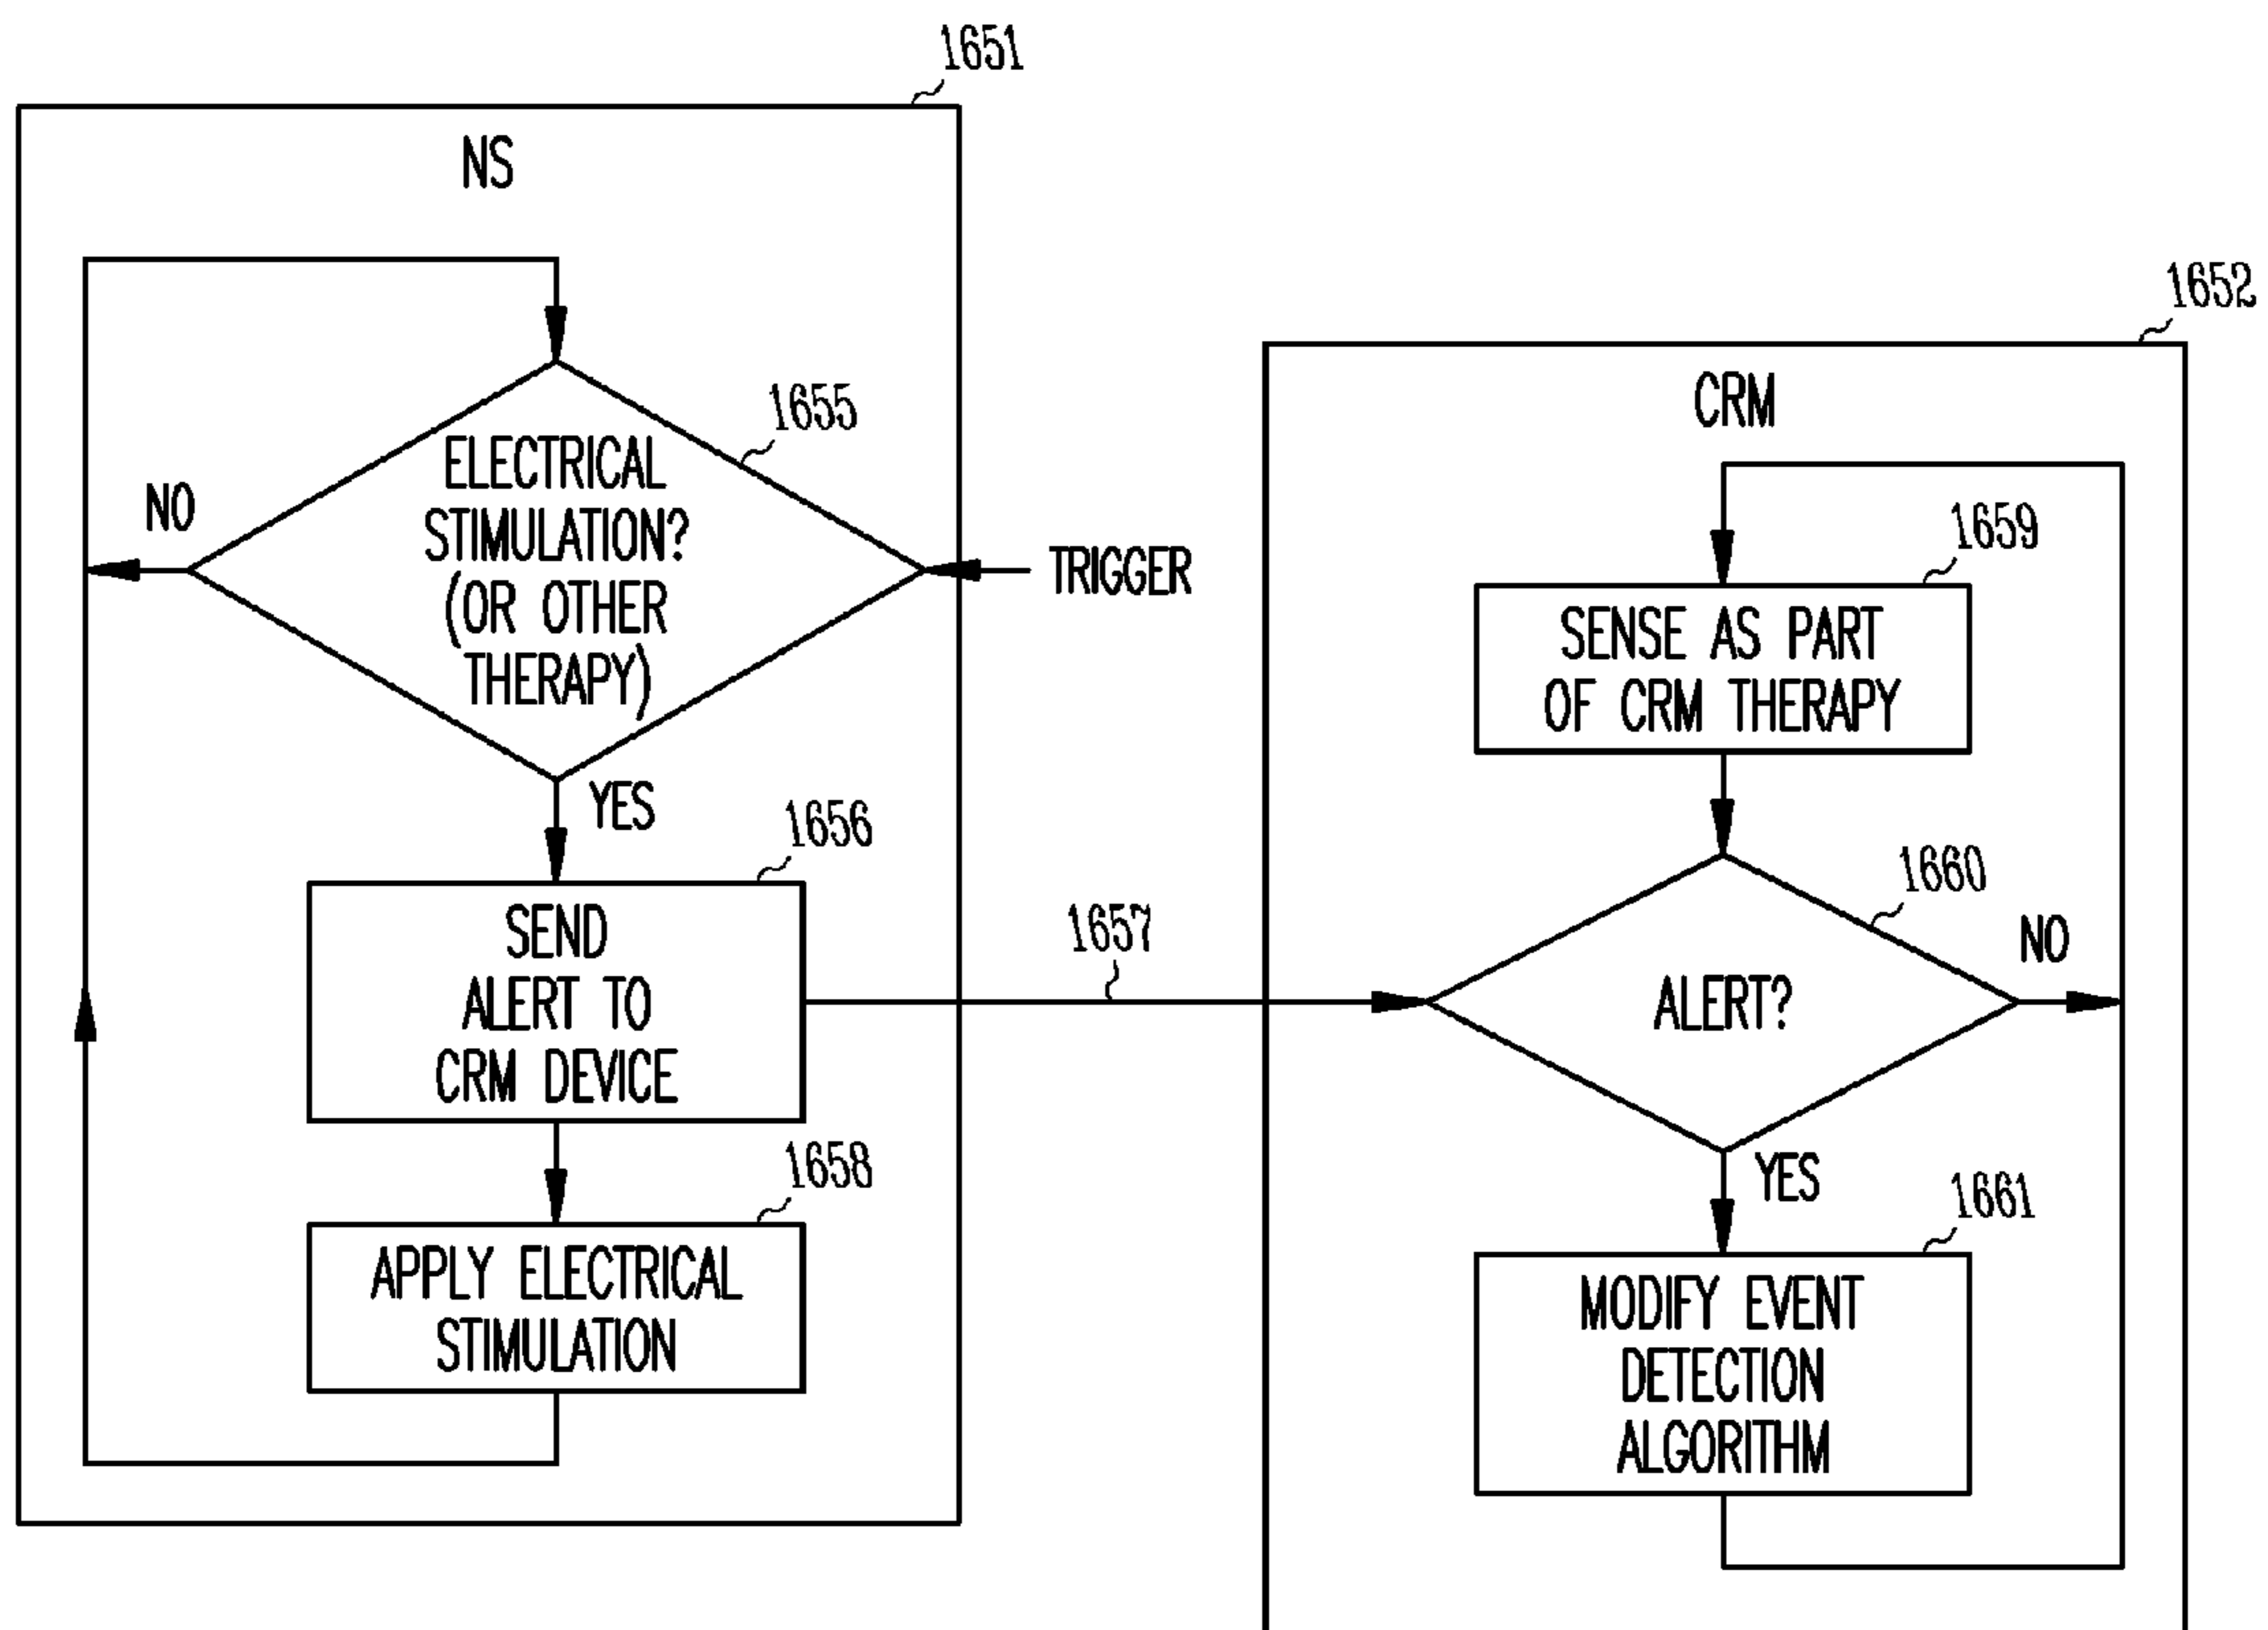 1651
NS
1655
ELECTRICAL
STIMULATION?
(OR OTHER
THERAPY)
NO
TRIGGER
YES
1656
SEND
ALERT TO
CRM DEVICE
1657
1658
APPLY ELECTRICAL
STIMULATION
1652
CRM
1659
SENSE AS PART
OF CRM THERAPY
1660
ALERT?
NO
YES
1661
MODIFY EVENT
DETECTION
ALGORITHM